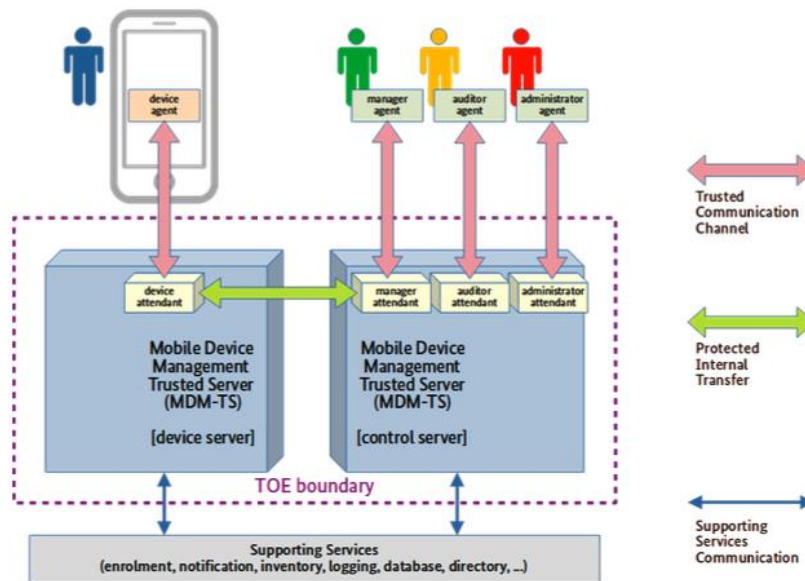 device
agent
manager
agent
auditor
agent
administrator
agent
Trusted
Communication
Channel
device
attendant
manager
attendant
auditor
attendant
administrator
attendant
Mobile Device
Management
Trusted Server
(MDM-TS)
[device server]
Mobile Device
Management
Trusted Server
(MDM-TS)
[control server]
Protected
Internal
Transfer
TOE boundary
Supporting Services
(enrolment, notification, inventory, logging, database, directory, ...)
Supporting
Services
Communication